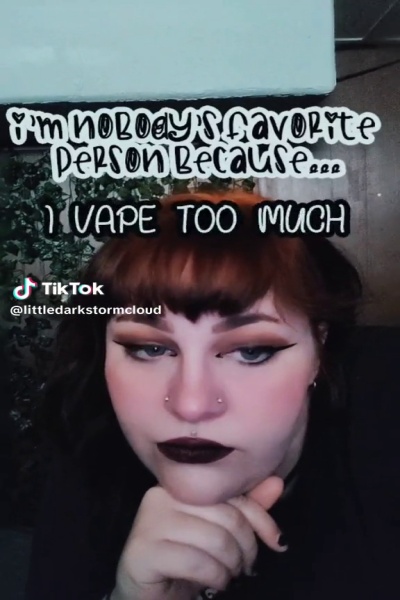 i'm nobody's favorite
person because...
I VAPE TOO MUCH
TikTok
@littledarkstormcloud